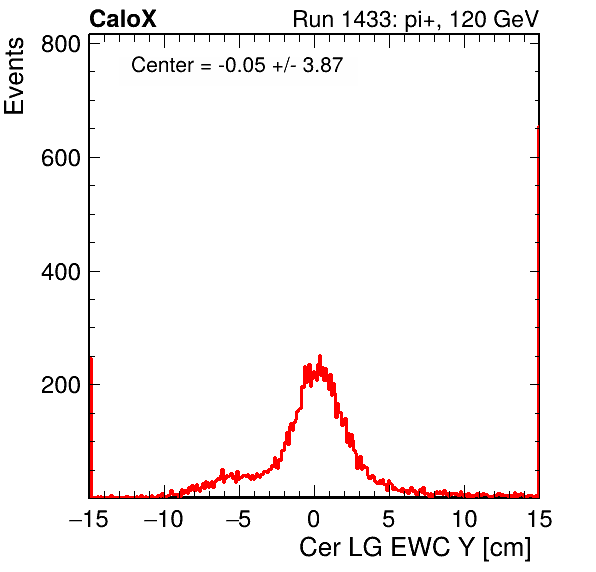 CaloX Run 1433: pi+, 120 GeV
Events
Center = -0.05 +/- 3.87
800
600
400
200
−15 −10 −5 0 5 10 15
Cer LG EWC Y [cm]